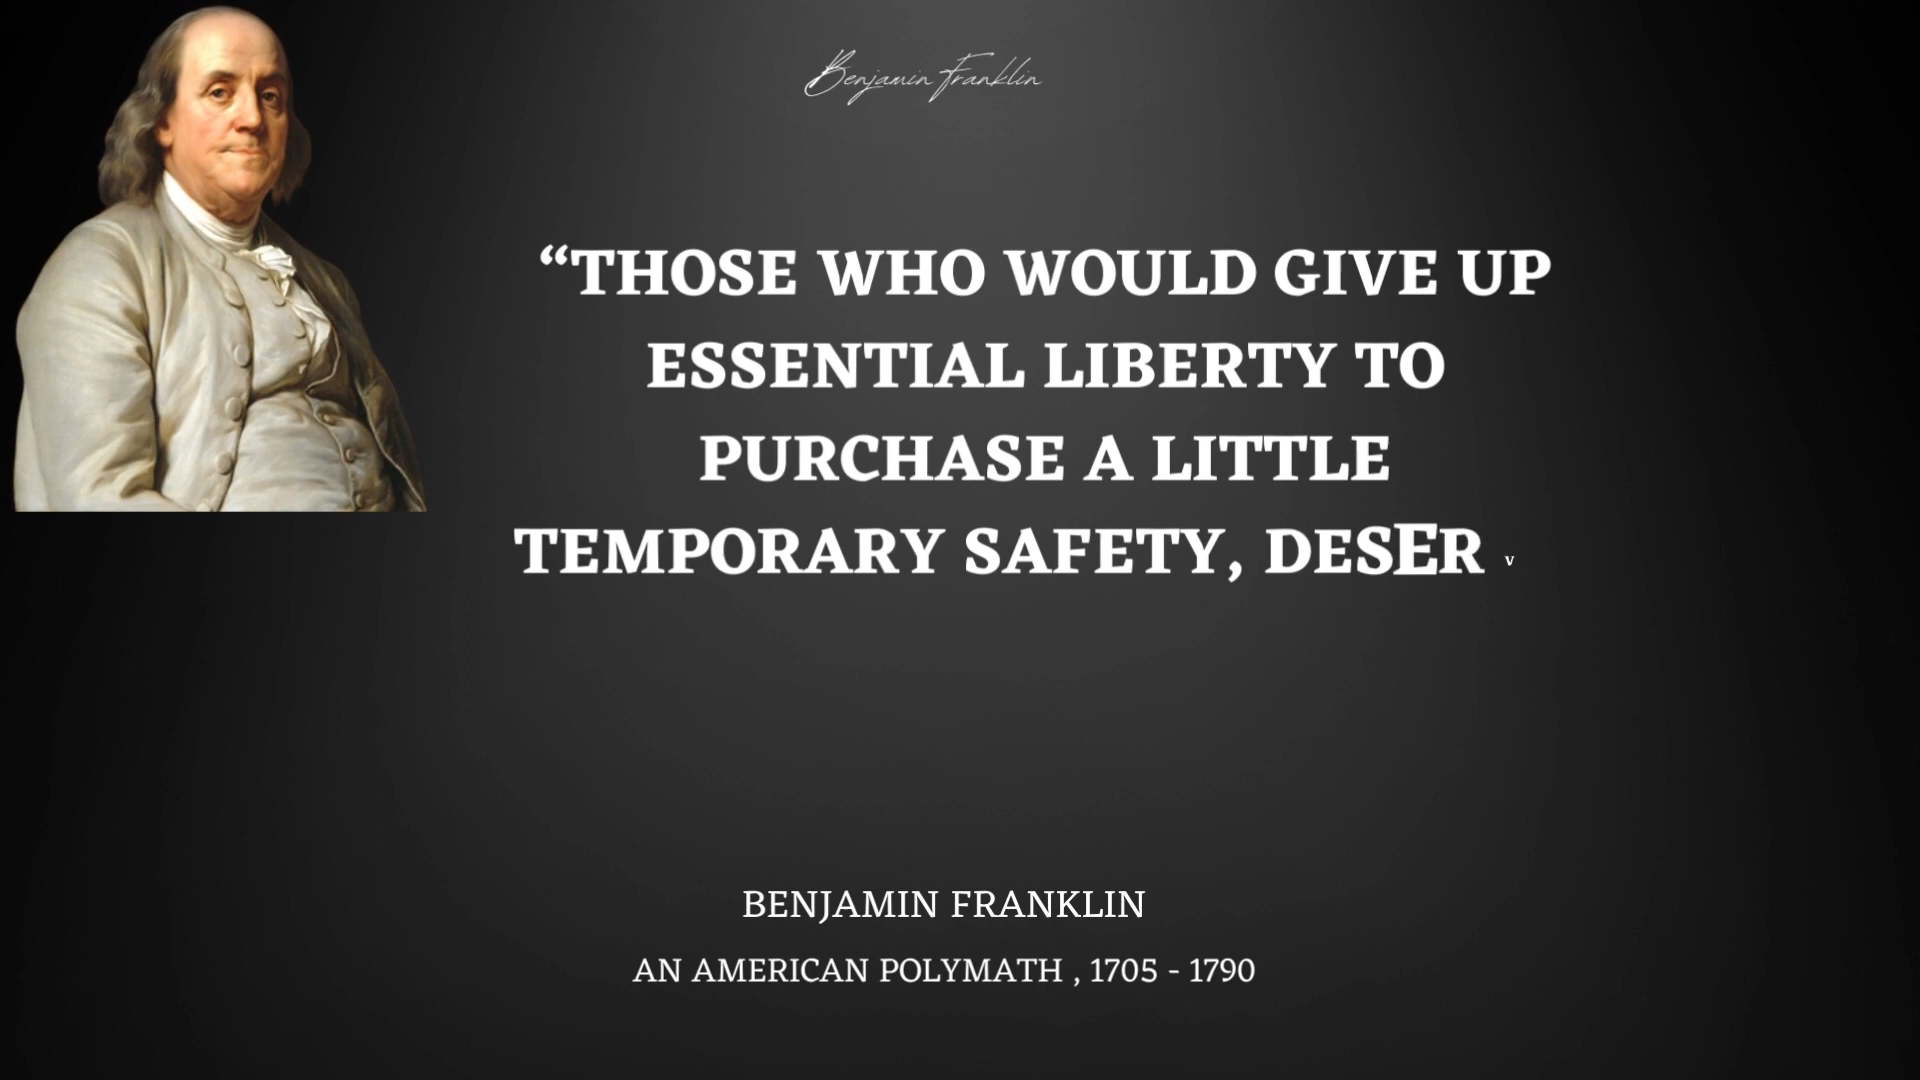 Benjamin Franklin
“THOSE WHO WOULD GIVE UP
ESSENTIAL LIBERTY TO
PURCHASE A LITTLE
TEMPORARY SAFETY, DESER v
BENJAMIN FRANKLIN
AN AMERICAN POLYMATH , 1705 - 1790